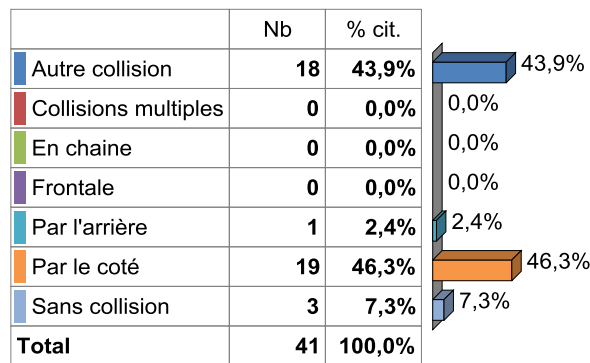 Nb % cit.
Autre collision 18 43,9% 43,9%
Collisions multiples 0 0,0% 0,0%
En chaine 0 0,0% 0,0%
Frontale 0 0,0% 0,0%
Par l'arrière 1 2,4% 2,4%
Par le coté 19 46,3% 46,3%
Sans collision 3 7,3% 7,3%
Total 41 100,0%